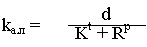 kа.л = d
Kt + Rp